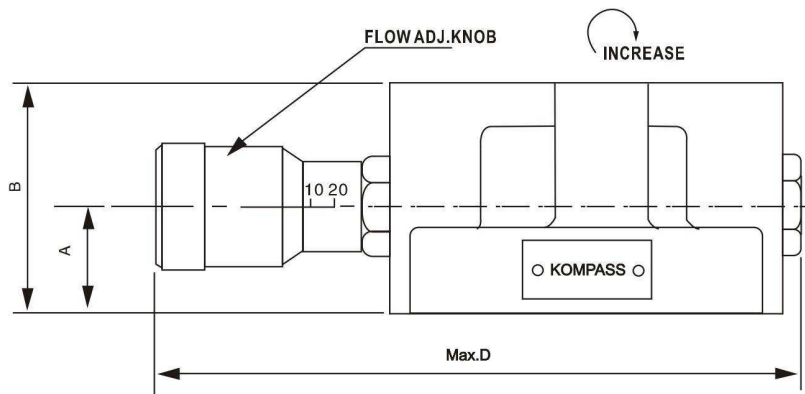 FLOW ADJ.KNOB
INCREASE
B
10 20
A
KOMPASS
Max.D